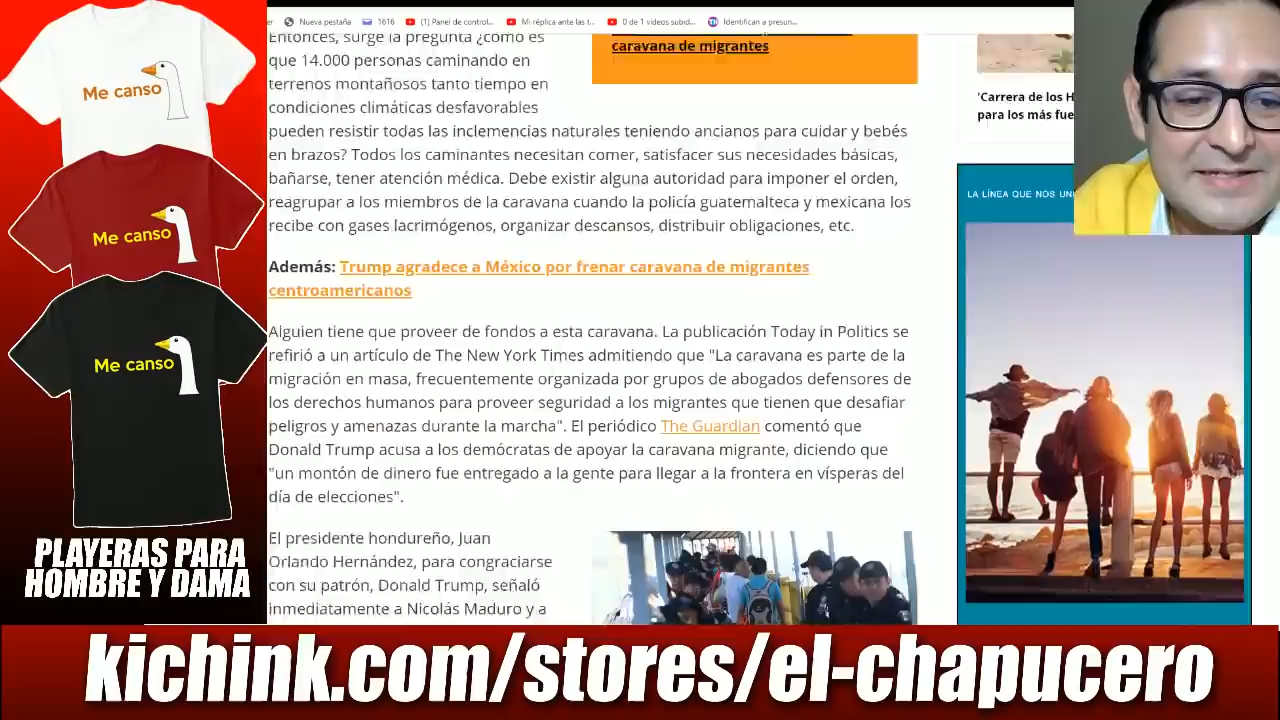 Nueva pestaña
1616
(1) Panel de control...
Mi réplica ante las t...
0 de 1 videos subid...
Identifican a presun...
Entonces, surge la pregunta ¿cómo es
que 14.000 personas caminando en
terrenos montañosos tanto tiempo en
condiciones climáticas desfavorables
pueden resistir todas las inclemencias naturales teniendo ancianos para cuidar y bebés
en brazos? Todos los caminantes necesitan comer, satisfacer sus necesidades básicas,
bañarse, tener atención médica. Debe existir alguna autoridad para imponer el orden,
reagrupar a los miembros de la caravana cuando la policía guatemalteca y mexicana los
recibe con gases lacrimógenos, organizar descansos, distribuir obligaciones, etc.
caravana de migrantes
Además: Trump agradece a México por frenar caravana de migrantes
centroamericanos
Alguien tiene que proveer de fondos a esta caravana. La publicación Today in Politics se
refirió a un artículo de The New York Times admitiendo que "La caravana es parte de la
migración en masa, frecuentemente organizada por grupos de abogados defensores de
los derechos humanos para proveer seguridad a los migrantes que tienen que desafiar
peligros y amenazas durante la marcha". El periódico The Guardian comentó que
Donald Trump acusa a los demócratas de apoyar la caravana migrante, diciendo que
"un montón de dinero fue entregado a la gente para llegar a la frontera en vísperas del
día de elecciones".
El presidente hondureño, Juan
Orlando Hernández, para congraciarse
con su patrón, Donald Trump, señaló
inmediatamente a Nicolás Maduro y a
'Carrera de los H
para los más fue
LA LÍNEA QUE NOS UN
Me canso
Me canso
Me canso
PLAYERAS PARA
HOMBRE Y DAMA
kichink.com/stores/el-chapucero